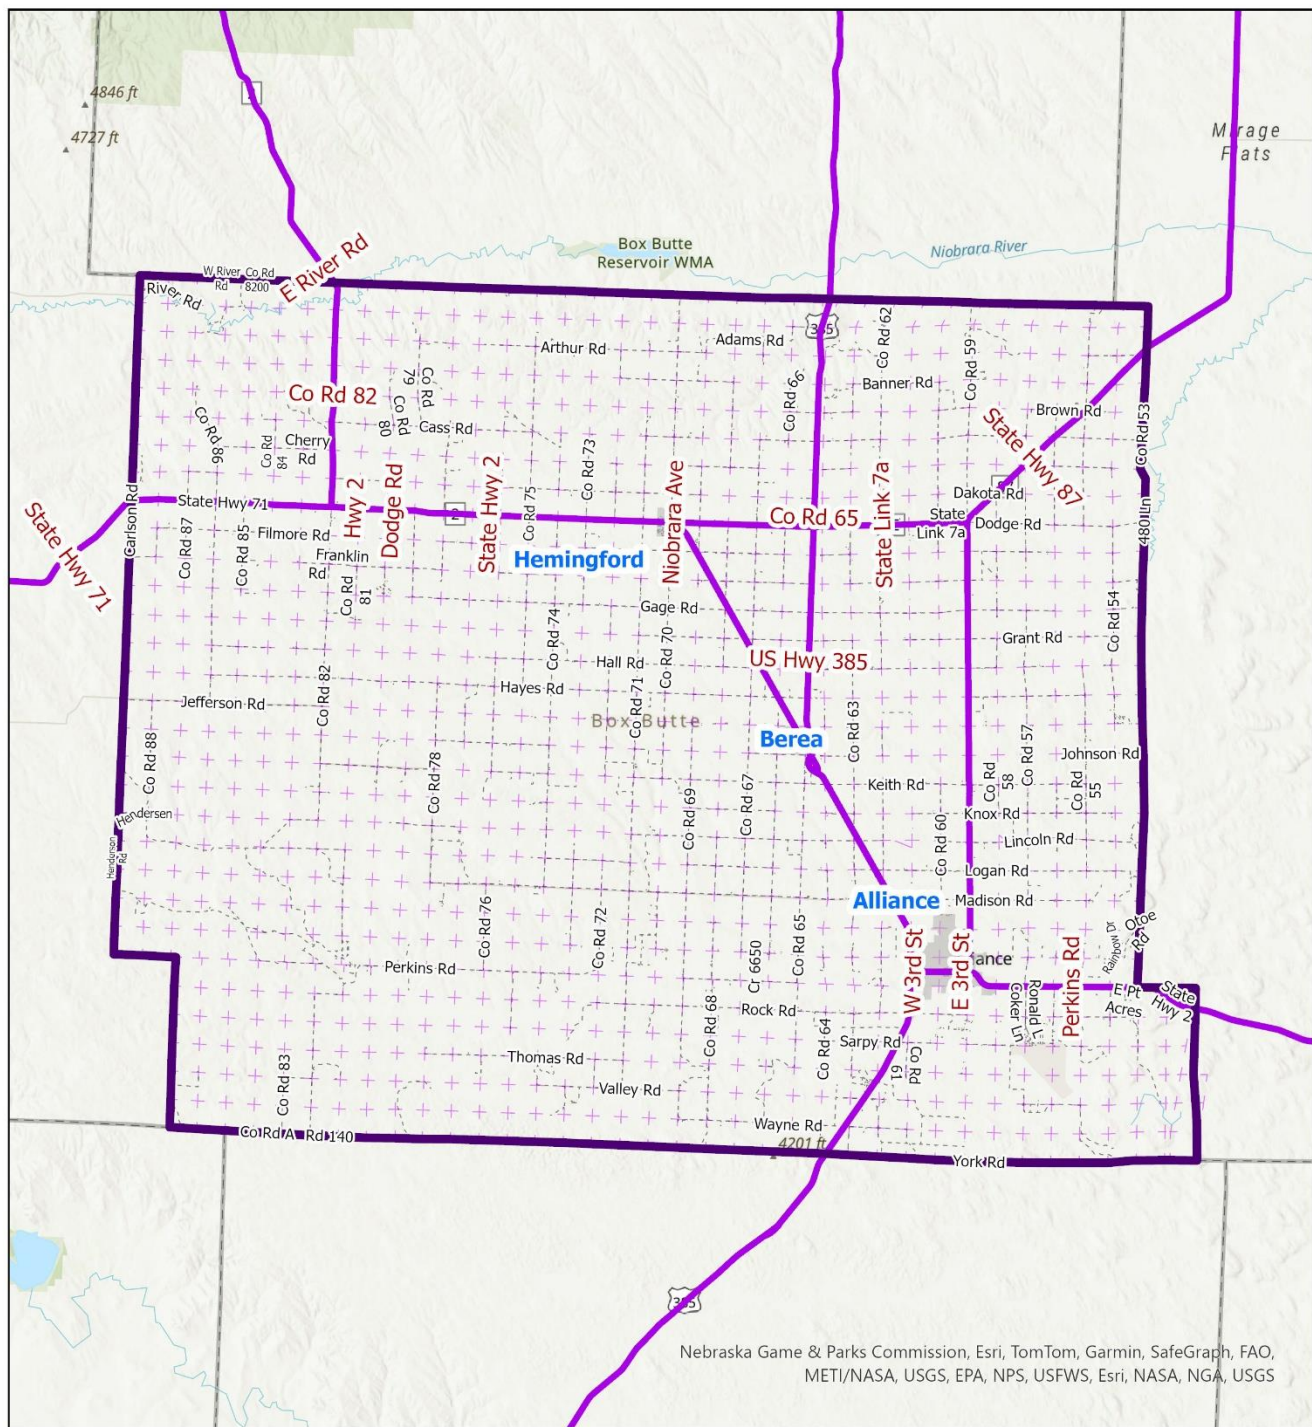 4846 ft
4727 ft
Mirage
Flats
Box Butte
Reservoir WMA
Niobrara River
E River Rd
W River
Rd
Co Rd
8200
River Rd
385
Co Rd 62
Arthur Rd
Adams Rd
Co Rd 59
Co Rd 66
Banner Rd
Co Rd 79
Co Rd 80
Co Rd 82
Cass Rd
Brown Rd
Co Rd 53
Co Rd 86
Co Rd
84
Cherry
Rd
Co Rd 73
State Hwy 87
Dakota Rd
State Hwy 71
State Hwy 71
Carlson Rd
Hwy 2
Dodge Rd
2
State Hwy 2
Co Rd 75
Niobrara Ave
Co Rd 65
State Link 7a
State
Link 7a
Dodge Rd
480 Ln
Co Rd 87
Co Rd 85
Filmore Rd
Franklin
Rd
Co Rd
81
Hemingford
Gage Rd
Co Rd 54
Co Rd 74
Grant Rd
Hall Rd
Co Rd 70
US Hwy 385
Hayes Rd
Co Rd 82
Jefferson Rd
Co Rd 71
Box Butte
Berea
Co Rd 63
Co Rd 57
Johnson Rd
Co Rd 88
Co Rd 78
Co Rd
58
Co Rd
55
Keith Rd
Co Rd 67
Co Rd 69
Knox Rd
Hendersen
Henderson
Rd
Co Rd 60
Lincoln Rd
Logan Rd
Alliance
Madison Rd
Co Rd 76
Co Rd 72
Co Rd 65
Cr 6650
W 3rd St
E 3rd St
iance
Perkins Rd
Rainbow Dr
Otoe
Rd
Perkins Rd
Coker Ln
Ronald L
E Pt
Acres
State
Hwy 2
Rock Rd
Co Rd 68
Co Rd 64
Sarpy Rd
Co Rd
61
Thomas Rd
Co Rd 83
Valley Rd
Wayne Rd
Co Rd A Rd 140
4201 ft
York Rd
385
Nebraska Game & Parks Commission, Esri, TomTom, Garmin, SafeGraph, FAO,
METI/NASA, USGS, EPA, NPS, USFWS, Esri, NASA, NGA, USGS